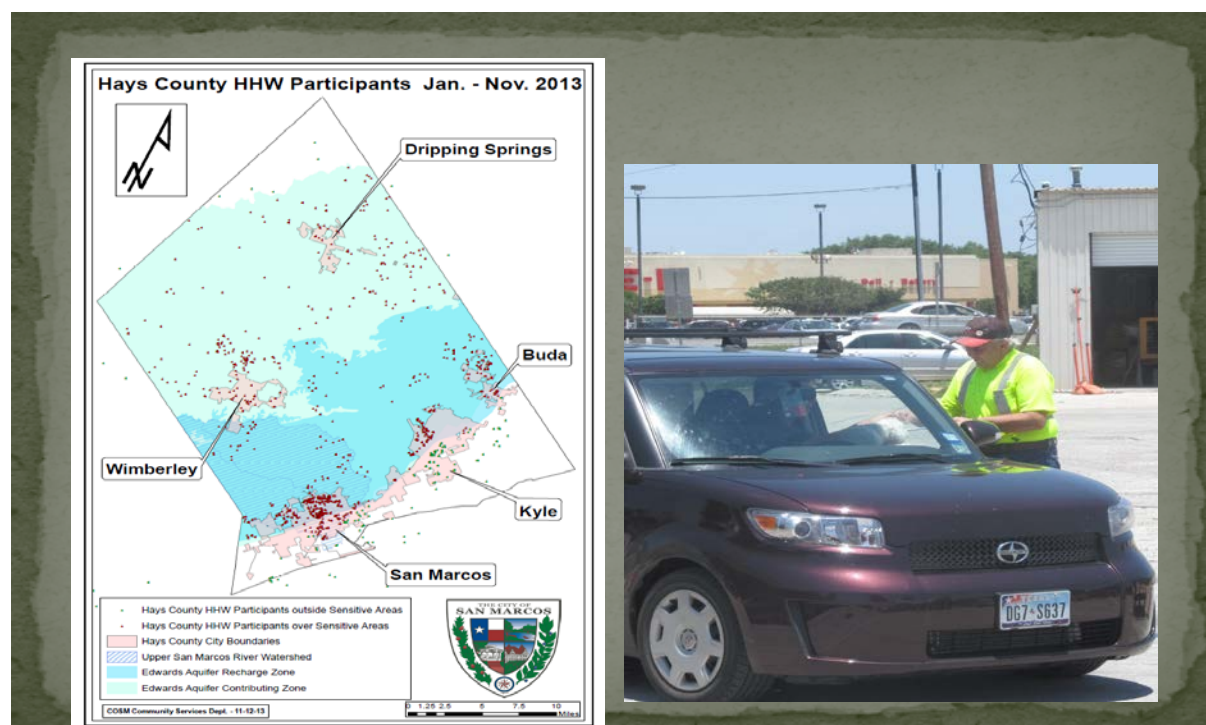 Hays County HHW Participants Jan. - Nov. 2013
N
Dripping Springs
Buda
Wimberley
Kyle
San Marcos
Hays County HHW Participants outside Sensitive Areas
Hays County HHW Participants over Sensitive Areas
Hays County City Boundaries
Upper San Marcos River Watershed
Edwards Aquifer Recharge Zone
Edwards Aquifer Contributing Zone
COSM Community Services Dept. - 11-12-13
THE CITY OF
SAN MARCOS
0 1.25 2.5 5 7.5 10
Miles
Deli Bakery
DG7 S637